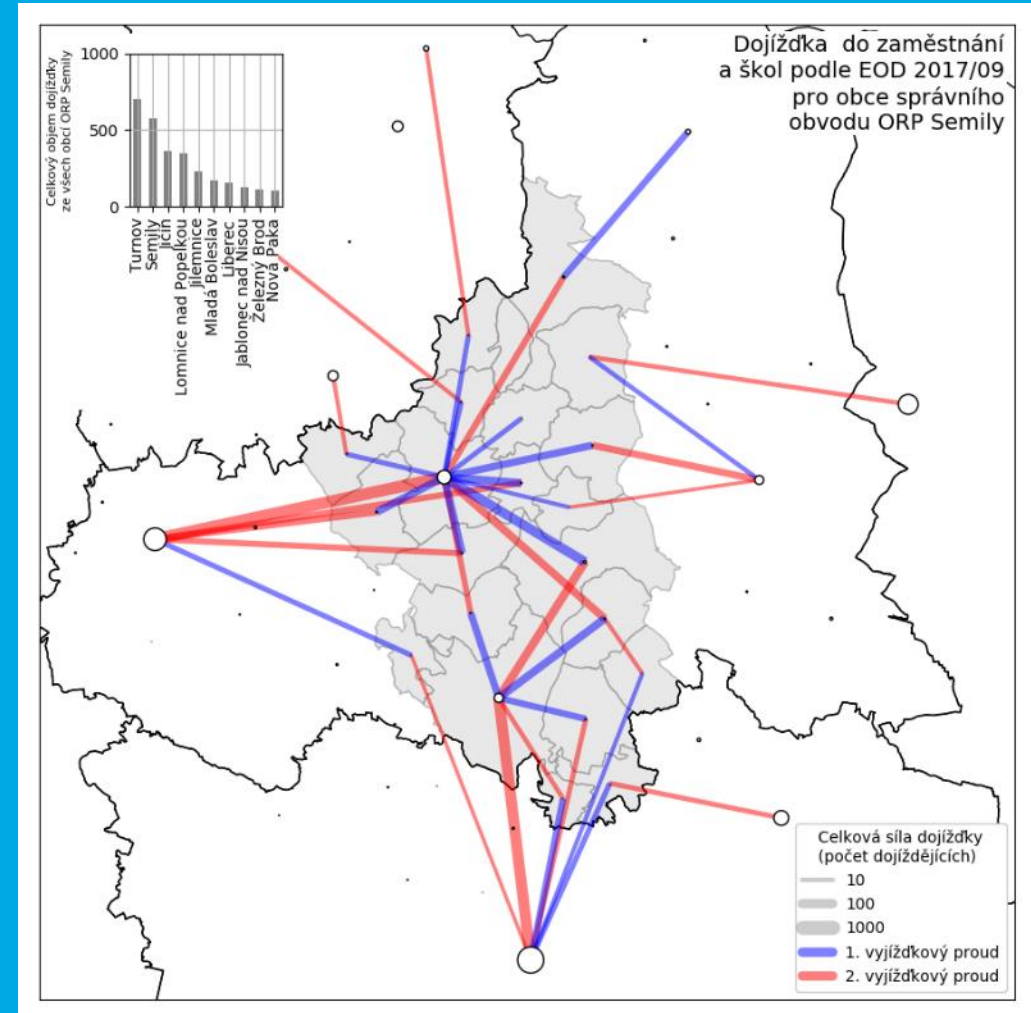 Dojížďka do zaměstnání
a škol podle EOD 2017/09
pro obce správního
obvodu ORP Semily
Celkový objem dojížďky
ze všech obcí ORP Semily
1000
500
0
Turnov
Semily
Jičín
Lomnice nad Popelkou
Jilemnice
Mladá Boleslav
Liberec
Jablonec nad Nisou
Železný Brod
Nová Paka
Celková síla dojížďky
(počet dojíždějících)
10
100
1000
1. vyjížďkový proud
2. vyjížďkový proud